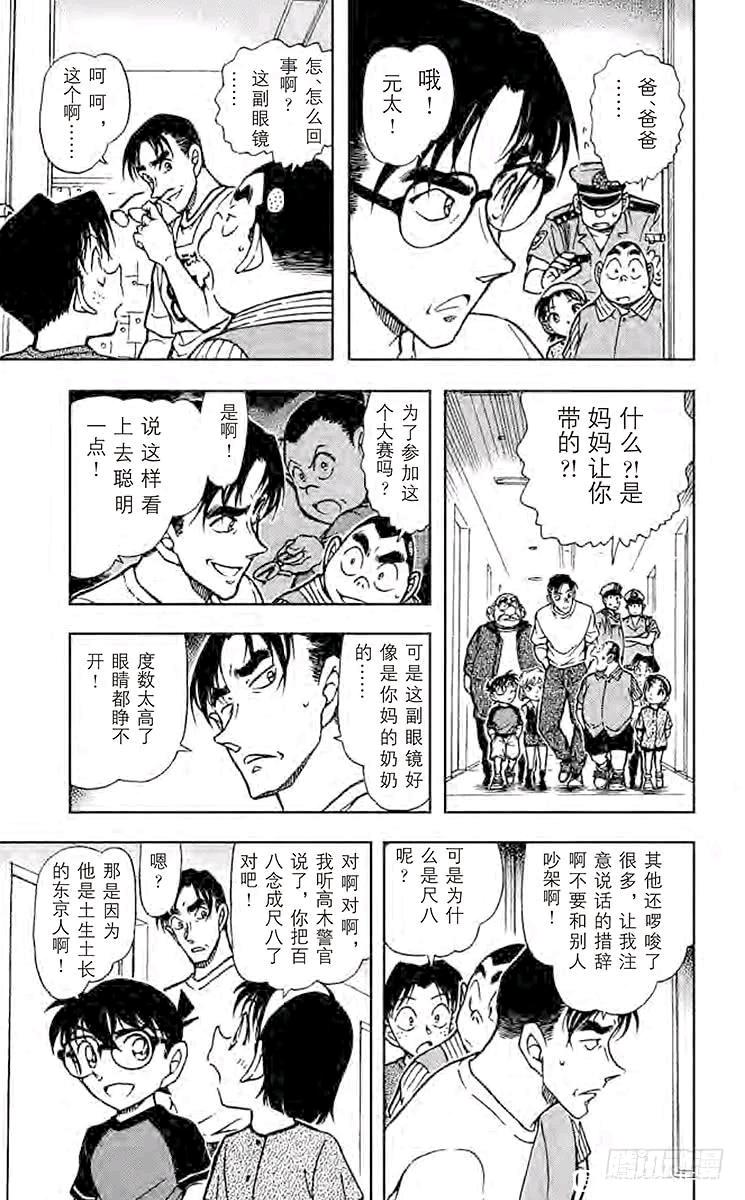 爸、爸爸
……
哦！
元太！
怎、怎么回
事啊？
这副眼镜
……
呵呵，
这个啊……
什么?!是
妈妈让你
带的?!
为了参加这
个大赛吗？
是啊！
说这样看
上去聪明
一点！
可是这副眼镜好
像是你妈的奶奶
的……
度数太高了
眼睛都睁不
开！
其他还啰唆了
很多，让我注
意说话的措辞
啊不要和别人
吵架啊！
可是为什
么是尺八
呢？
对啊对啊，
我听高木警官
说了，你把百
八念成尺八了
对吧！
嗯？
那是因为
他是土生土长
的东京人啊！
腾讯动漫